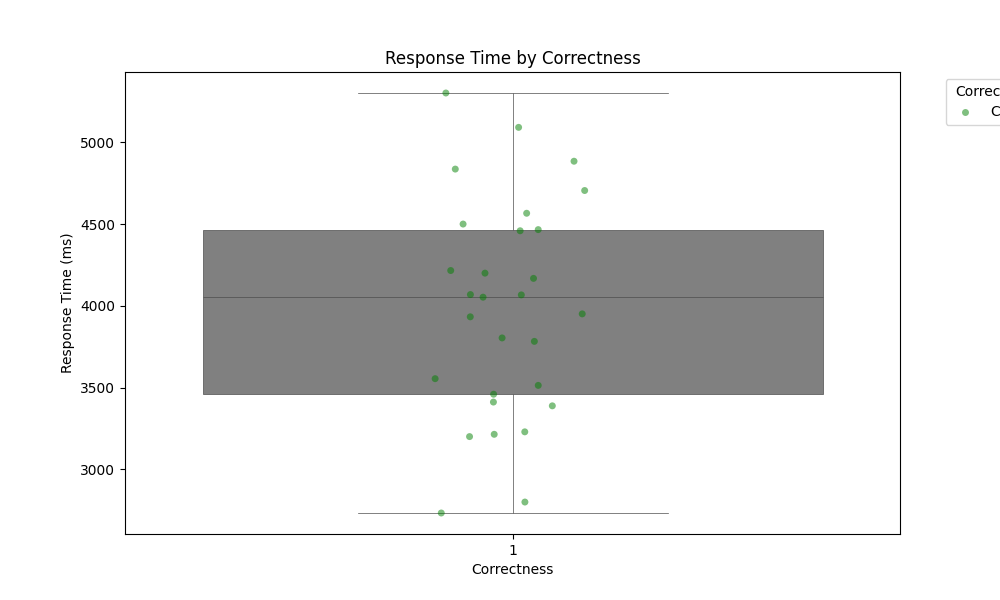 Response Time by Correctness
Correc
C
5000
4500
4000
3500
3000
Response Time (ms)
1
Correctness